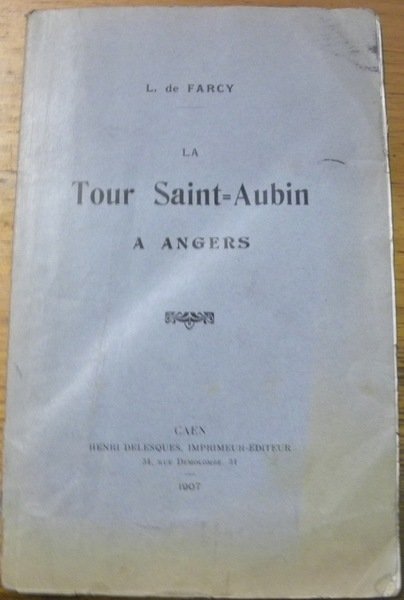 L. de FARCY
LA
Tour Saint=Aubin
A ANGERS
CAEN
HENRI DELESQUES, IMPRIMEUR-ÉDITEUR
34, RUE DEMOLOMBE, 34
1907